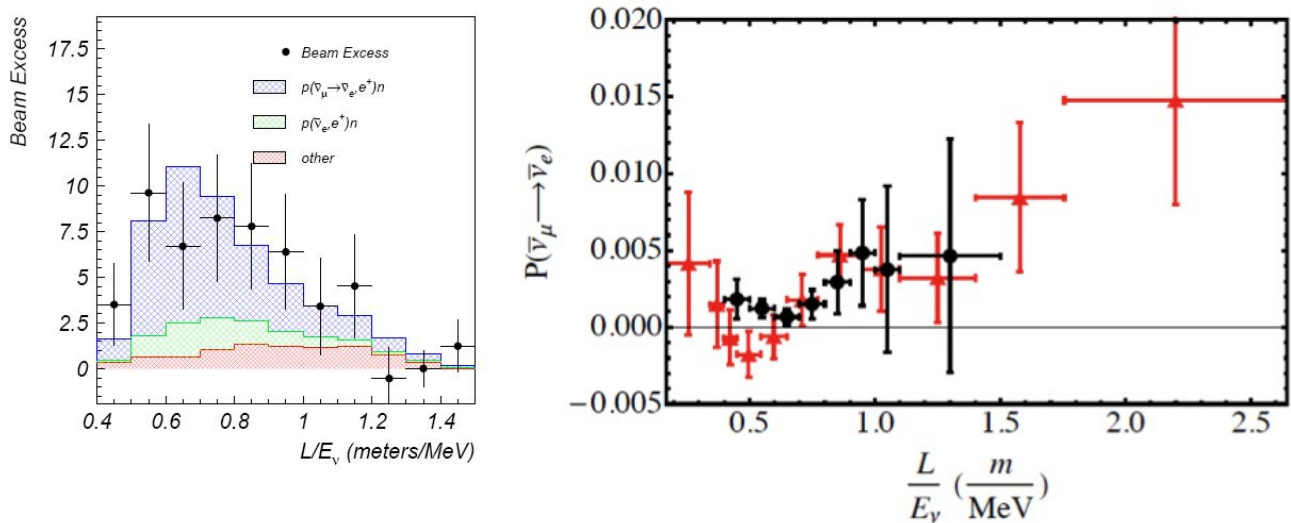 Beam Excess
17.5
15
12.5
10
7.5
5
2.5
0
Beam Excess
p(ν̄μ→ν̄e,e⁺)n
p(ν̄e,e⁺)n
other
0.4 0.6 0.8 1 1.2 1.4
L/Eν (meters/MeV)
P(ν̄μ⟶ν̄e)
0.020
0.015
0.010
0.005
0.000
−0.005
0.5 1.0 1.5 2.0 2.5
L/Eν (m/MeV)